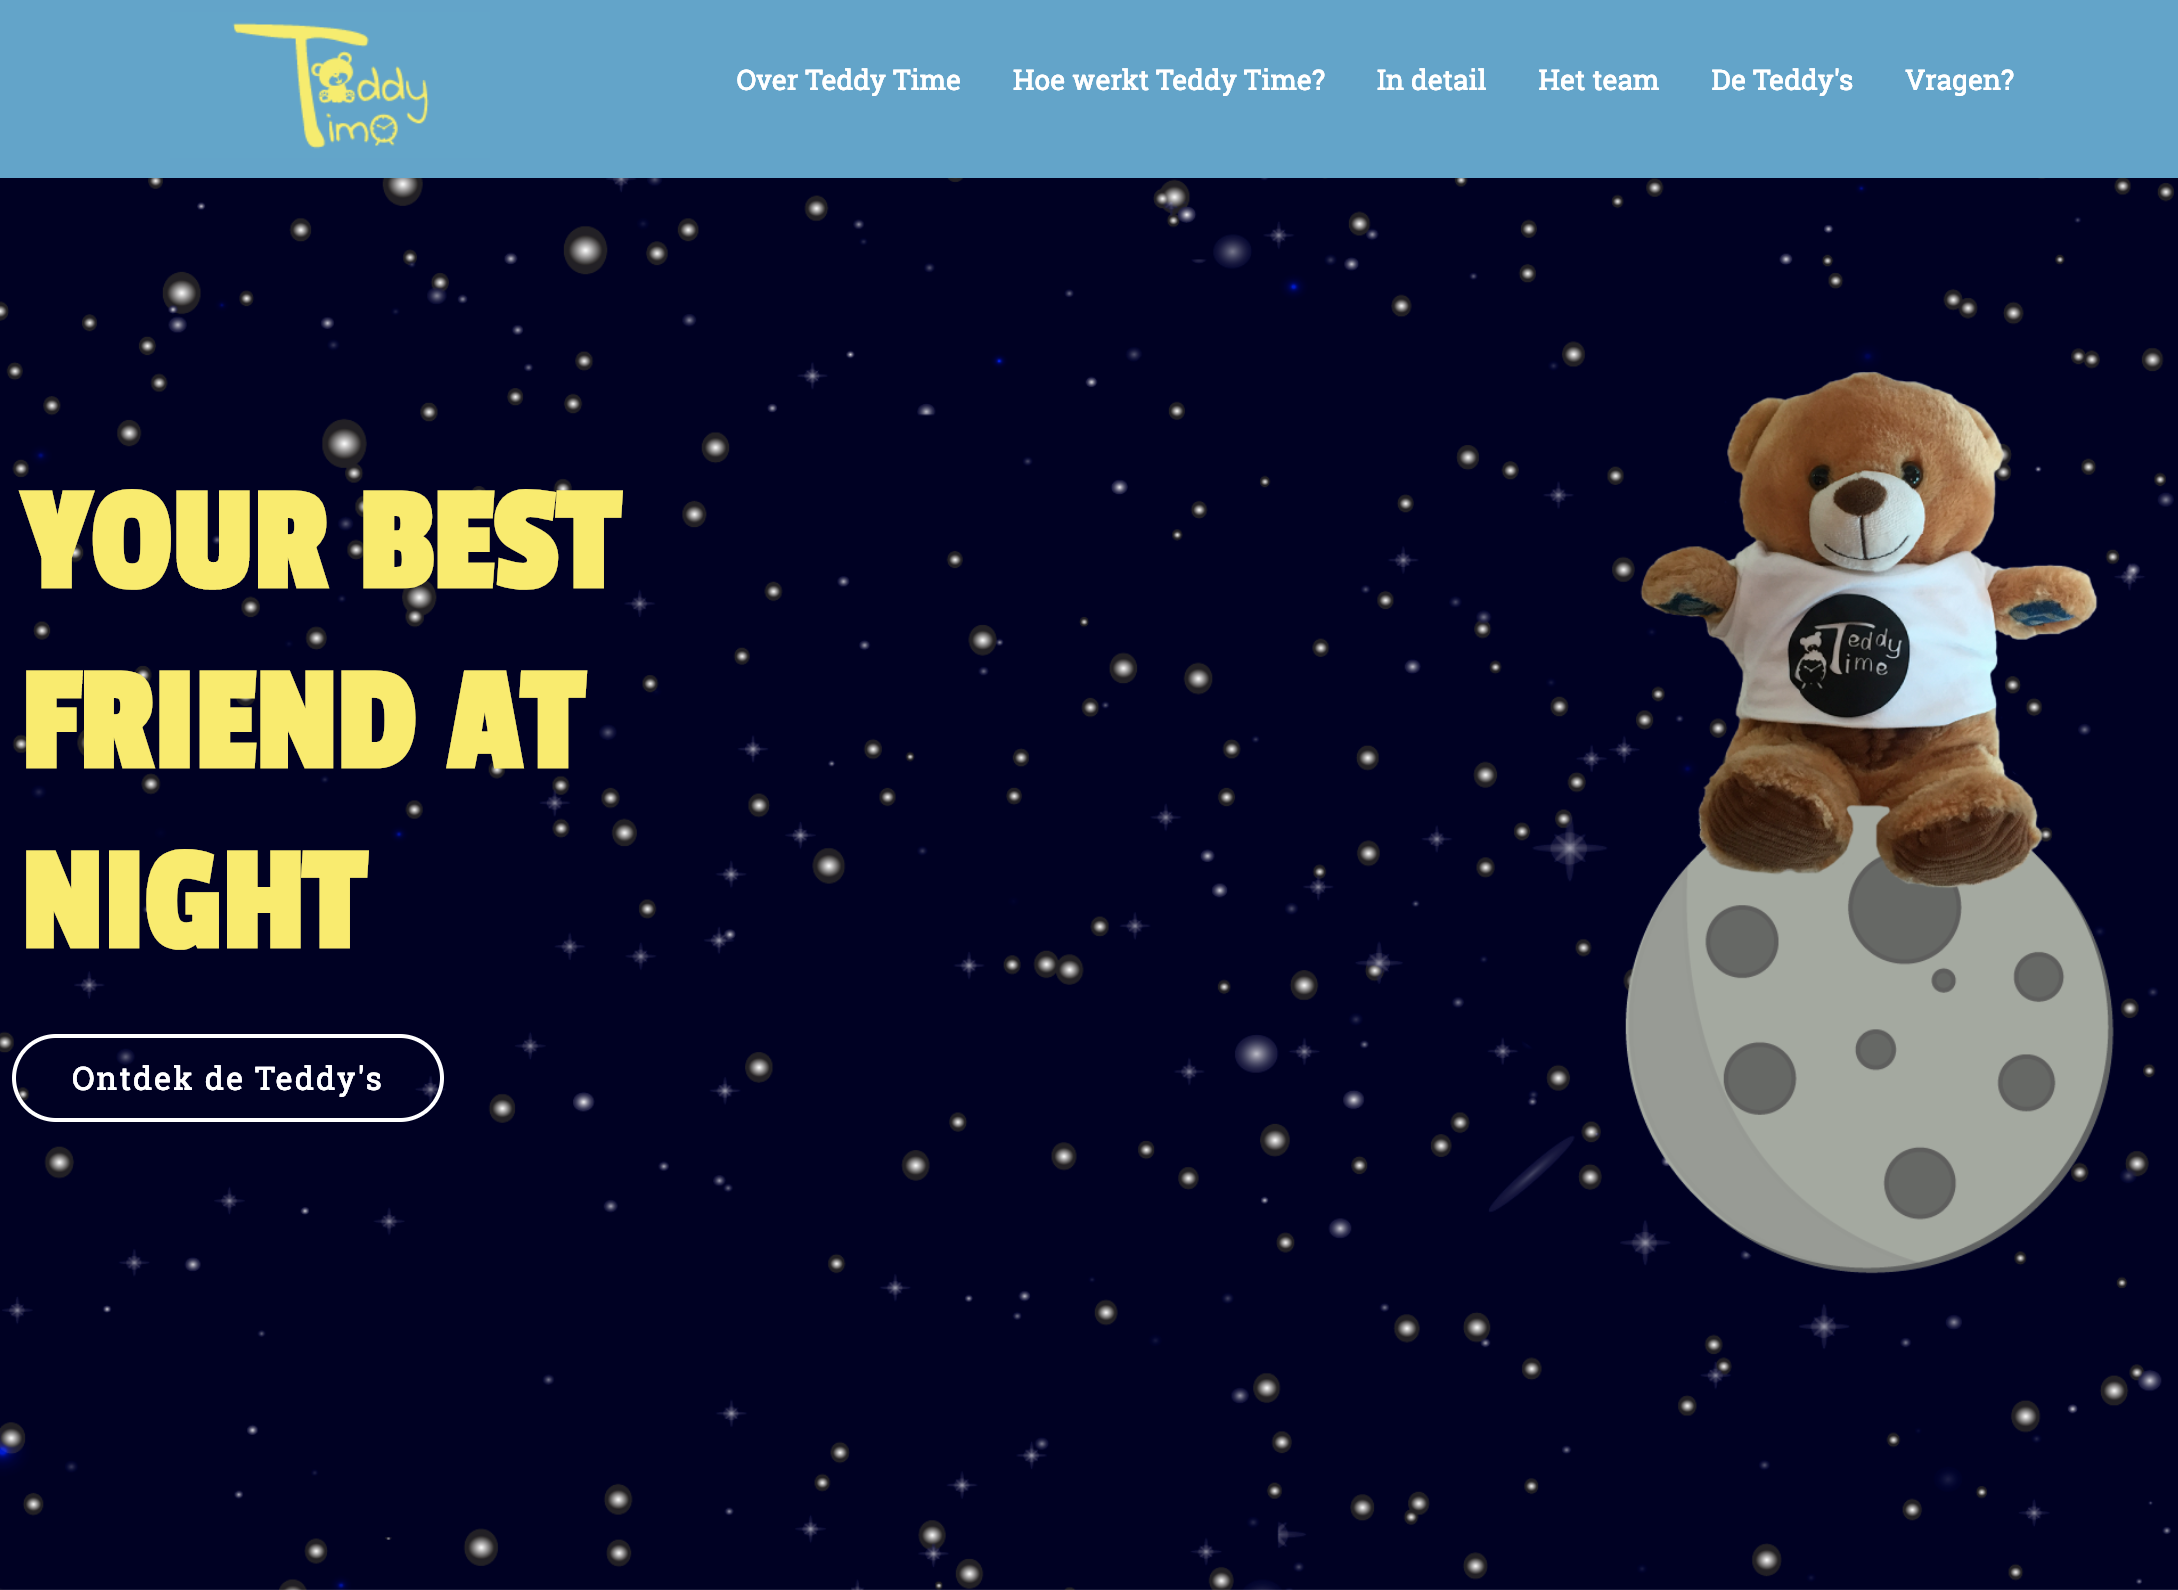 Teddy
Time
Over Teddy Time Hoe werkt Teddy Time? In detail Het team De Teddy's Vragen?
YOUR BEST
FRIEND AT
NIGHT
Teddy
Time
Ontdek de Teddy's